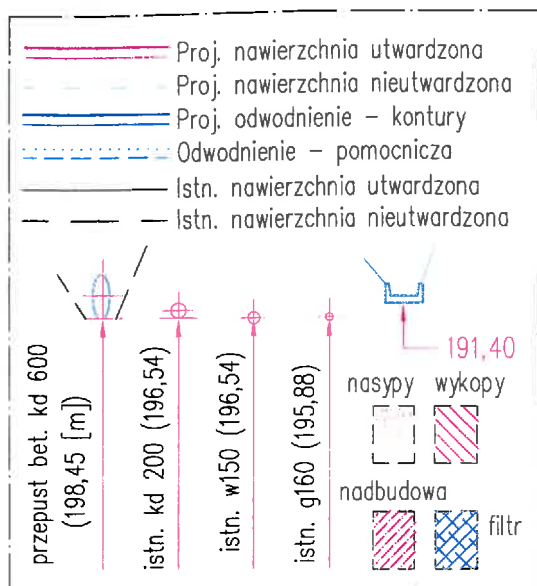 Proj. nawierzchnia utwardzona
Proj. nawierzchnia nieutwardzona
Proj. odwodnienie – kontury
Odwodnienie – pomocnicza
Istn. nawierzchnia utwardzona
Istn. nawierzchnia nieutwardzona
przepust bet. kd 600
(198,45 [m])
istn. kd 200 (196,54)
istn. w150 (196,54)
istn. g160 (195,88)
191,40
nasypy wykopy
nadbudowa
filtr